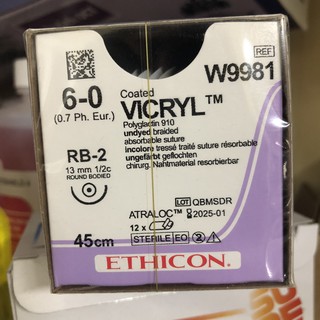 REF
W9981
6-0
(0.7 Ph. Eur.)
Coated
VICRYL™
Polyglactin 910
undyed braided
absorbable suture
incolore tressé traité suture résorbable
ungefärbt geflochten
chirurg. Nahtmaterial resorbierbar
RB-2
13 mm 1/2c
ROUND BODIED
ATRALOC™
LOT QBMSDR
2025-01
12 x
STERILE EO
2
45cm
ETHICON